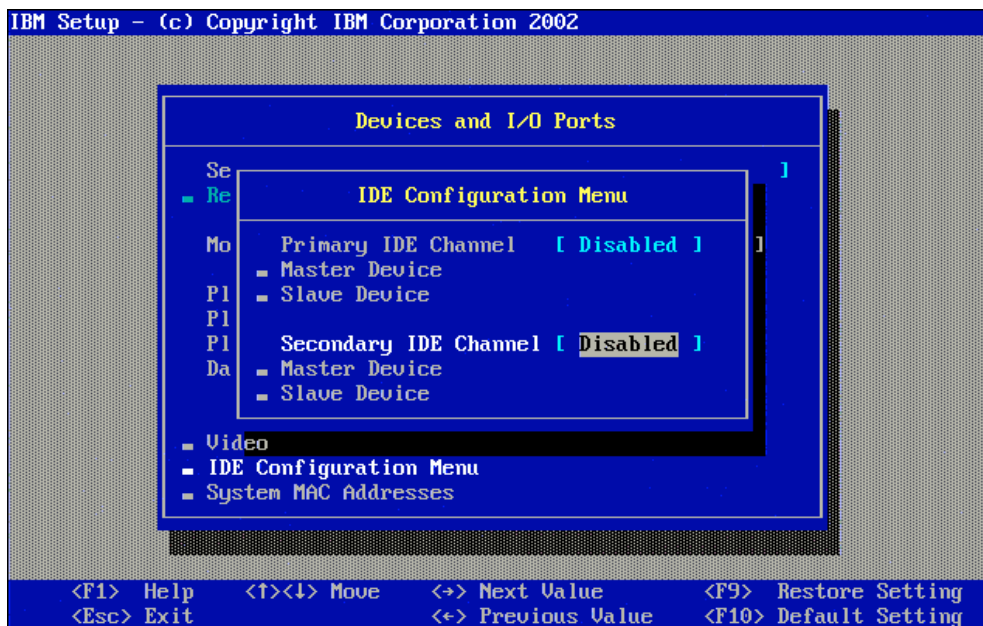 IBM Setup - (c) Copyright IBM Corporation 2002
Devices and I/O Ports
Se ]
Re
IDE Configuration Menu
Mo Primary IDE Channel [ Disabled ] ]
Master Device
Pl Slave Device
Pl
Pl Secondary IDE Channel [ Disabled ]
Da Master Device
Slave Device
Video
IDE Configuration Menu
System MAC Addresses
<F1> Help <↑><↓> Move <→> Next Value <F9> Restore Setting
<Esc> Exit <←> Previous Value <F10> Default Setting